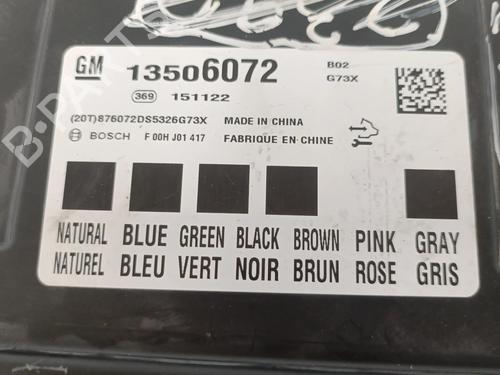 GM 13506072 B02
G73X
369 151122
(20T)876072DS5326G73X MADE IN CHINA
BOSCH F 00H J01 417 FABRIQUE EN CHINE
NATURAL BLUE GREEN BLACK BROWN PINK GRAY
NATUREL BLEU VERT NOIR BRUN ROSE GRIS
B-PARTS